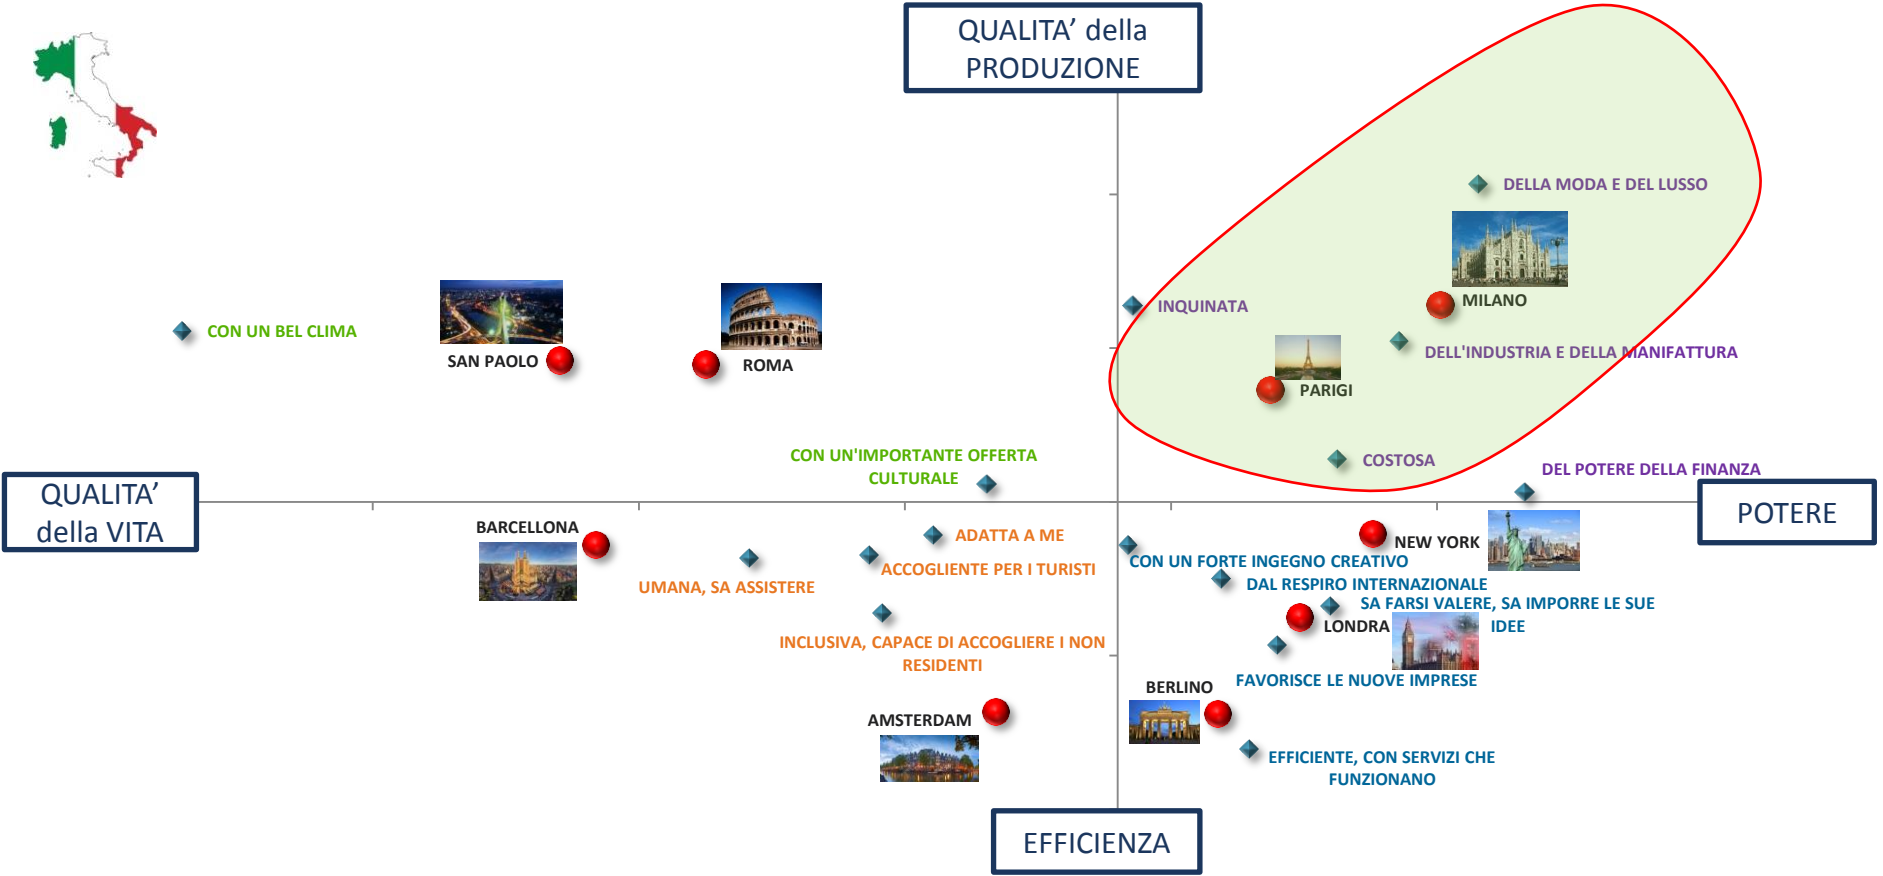 QUALITA' della
PRODUZIONE
DELLA MODA E DEL LUSSO
MILANO
INQUINATA
CON UN BEL CLIMA
SAN PAOLO
ROMA
DELL'INDUSTRIA E DELLA MANIFATTURA
PARIGI
CON UN'IMPORTANTE OFFERTA
CULTURALE
COSTOSA
DEL POTERE DELLA FINANZA
QUALITA'
della VITA
POTERE
BARCELLONA
ADATTA A ME
NEW YORK
ACCOGLIENTE PER I TURISTI
CON UN FORTE INGEGNO CREATIVO
UMANA, SA ASSISTERE
DAL RESPIRO INTERNAZIONALE
SA FARSI VALERE, SA IMPORRE LE SUE
IDEE
LONDRA
INCLUSIVA, CAPACE DI ACCOGLIERE I NON
RESIDENTI
FAVORISCE LE NUOVE IMPRESE
BERLINO
AMSTERDAM
EFFICIENTE, CON SERVIZI CHE
FUNZIONANO
EFFICIENZA